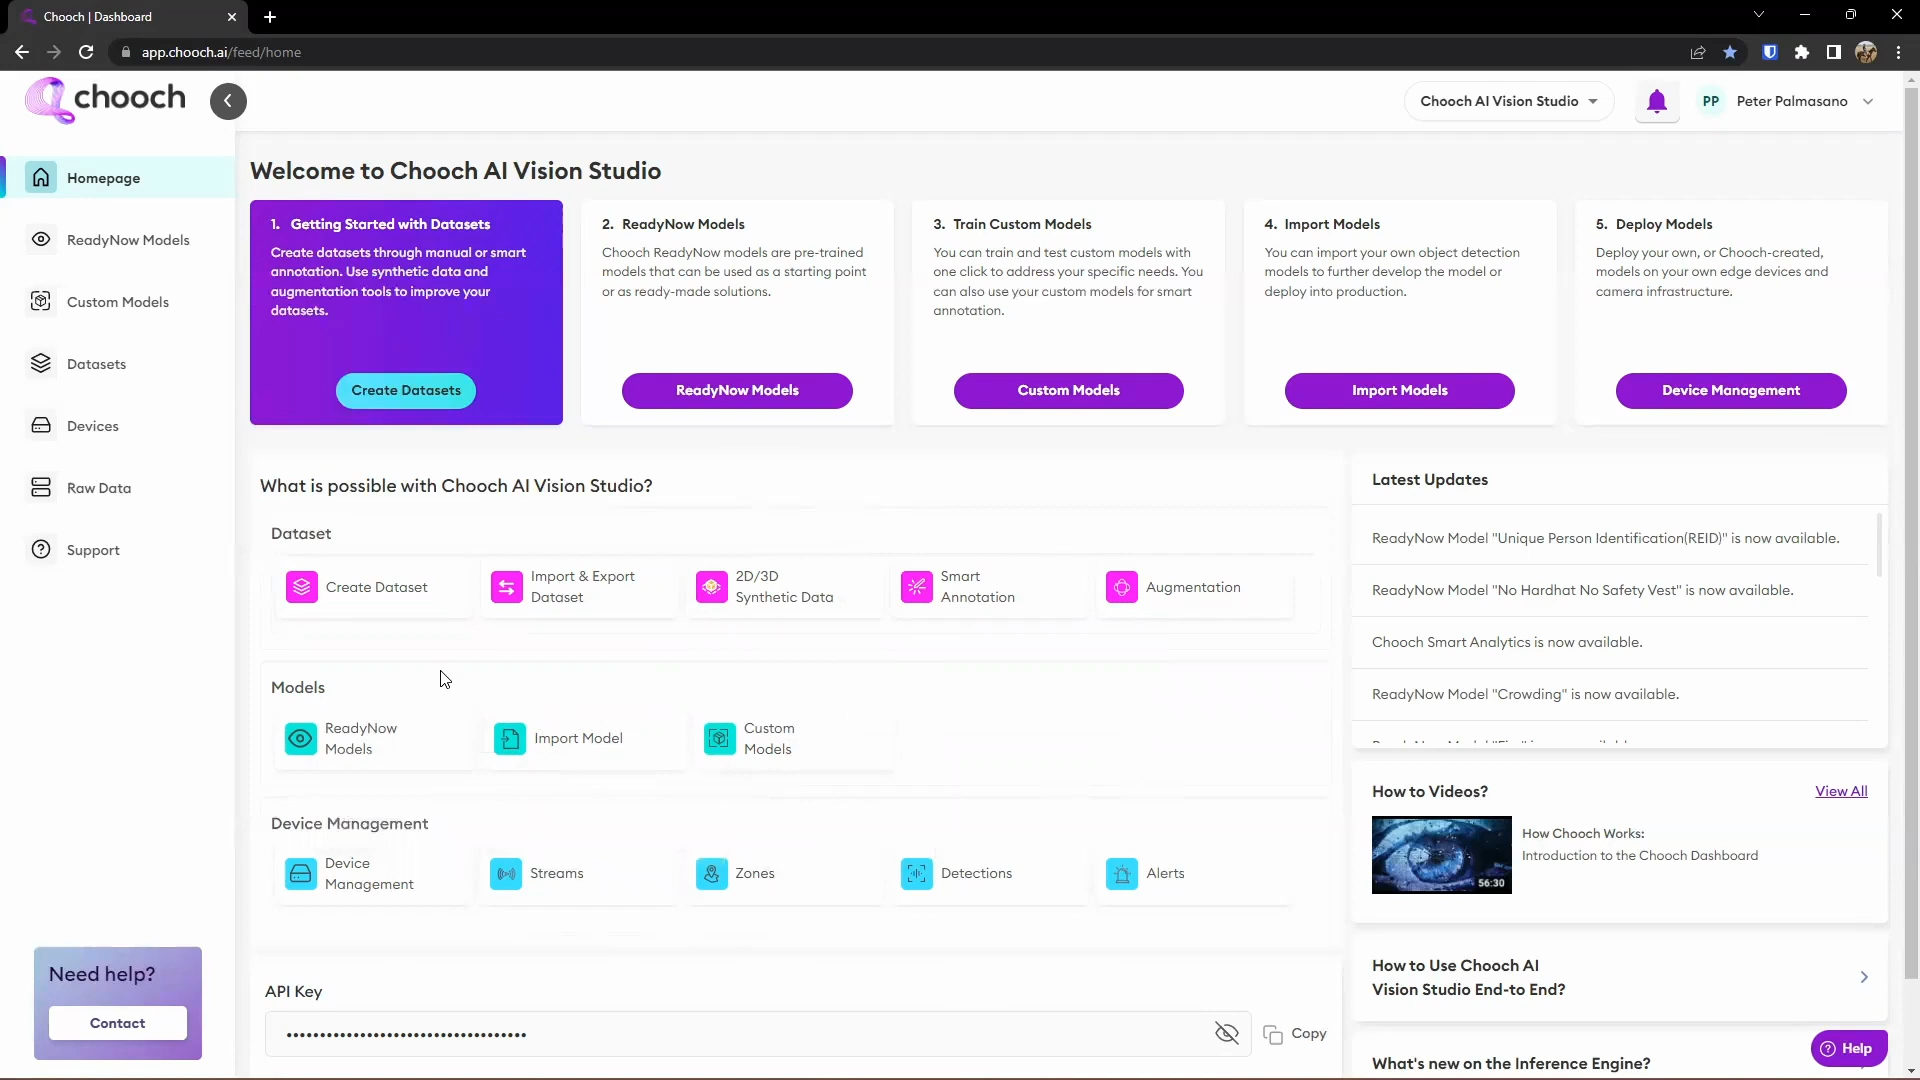 Chooch | Dashboard
app.chooch.ai/feed/home
chooch
Chooch AI Vision Studio
PP
Peter Palmasano
Homepage
ReadyNow Models
Custom Models
Datasets
Devices
Raw Data
Support
Need help?
Contact
Welcome to Chooch AI Vision Studio
1. Getting Started with Datasets
Create datasets through manual or smart
annotation. Use synthetic data and
augmentation tools to improve your
datasets.
Create Datasets
2. ReadyNow Models
Chooch ReadyNow models are pre-trained
models that can be used as a starting point
or as ready-made solutions.
ReadyNow Models
3. Train Custom Models
You can train and test custom models with
one click to address your specific needs. You
can also use your custom models for smart
annotation.
Custom Models
4. Import Models
You can import your own object detection
models to further develop the model or
deploy into production.
Import Models
5. Deploy Models
Deploy your own, or Chooch-created,
models on your own edge devices and
camera infrastructure.
Device Management
What is possible with Chooch AI Vision Studio?
Dataset
Create Dataset
Import & Export
Dataset
2D/3D
Synthetic Data
Smart
Annotation
Augmentation
Models
ReadyNow
Models
Import Model
Custom
Models
Device Management
Device
Management
Streams
Zones
Detections
Alerts
API Key
Copy
Latest Updates
ReadyNow Model "Unique Person Identification(REID)" is now available.
ReadyNow Model "No Hardhat No Safety Vest" is now available.
Chooch Smart Analytics is now available.
ReadyNow Model "Crowding" is now available.
How to Videos?
View All
56:30
How Chooch Works:
Introduction to the Chooch Dashboard
How to Use Chooch AI
Vision Studio End-to End?
What's new on the Inference Engine?
Help